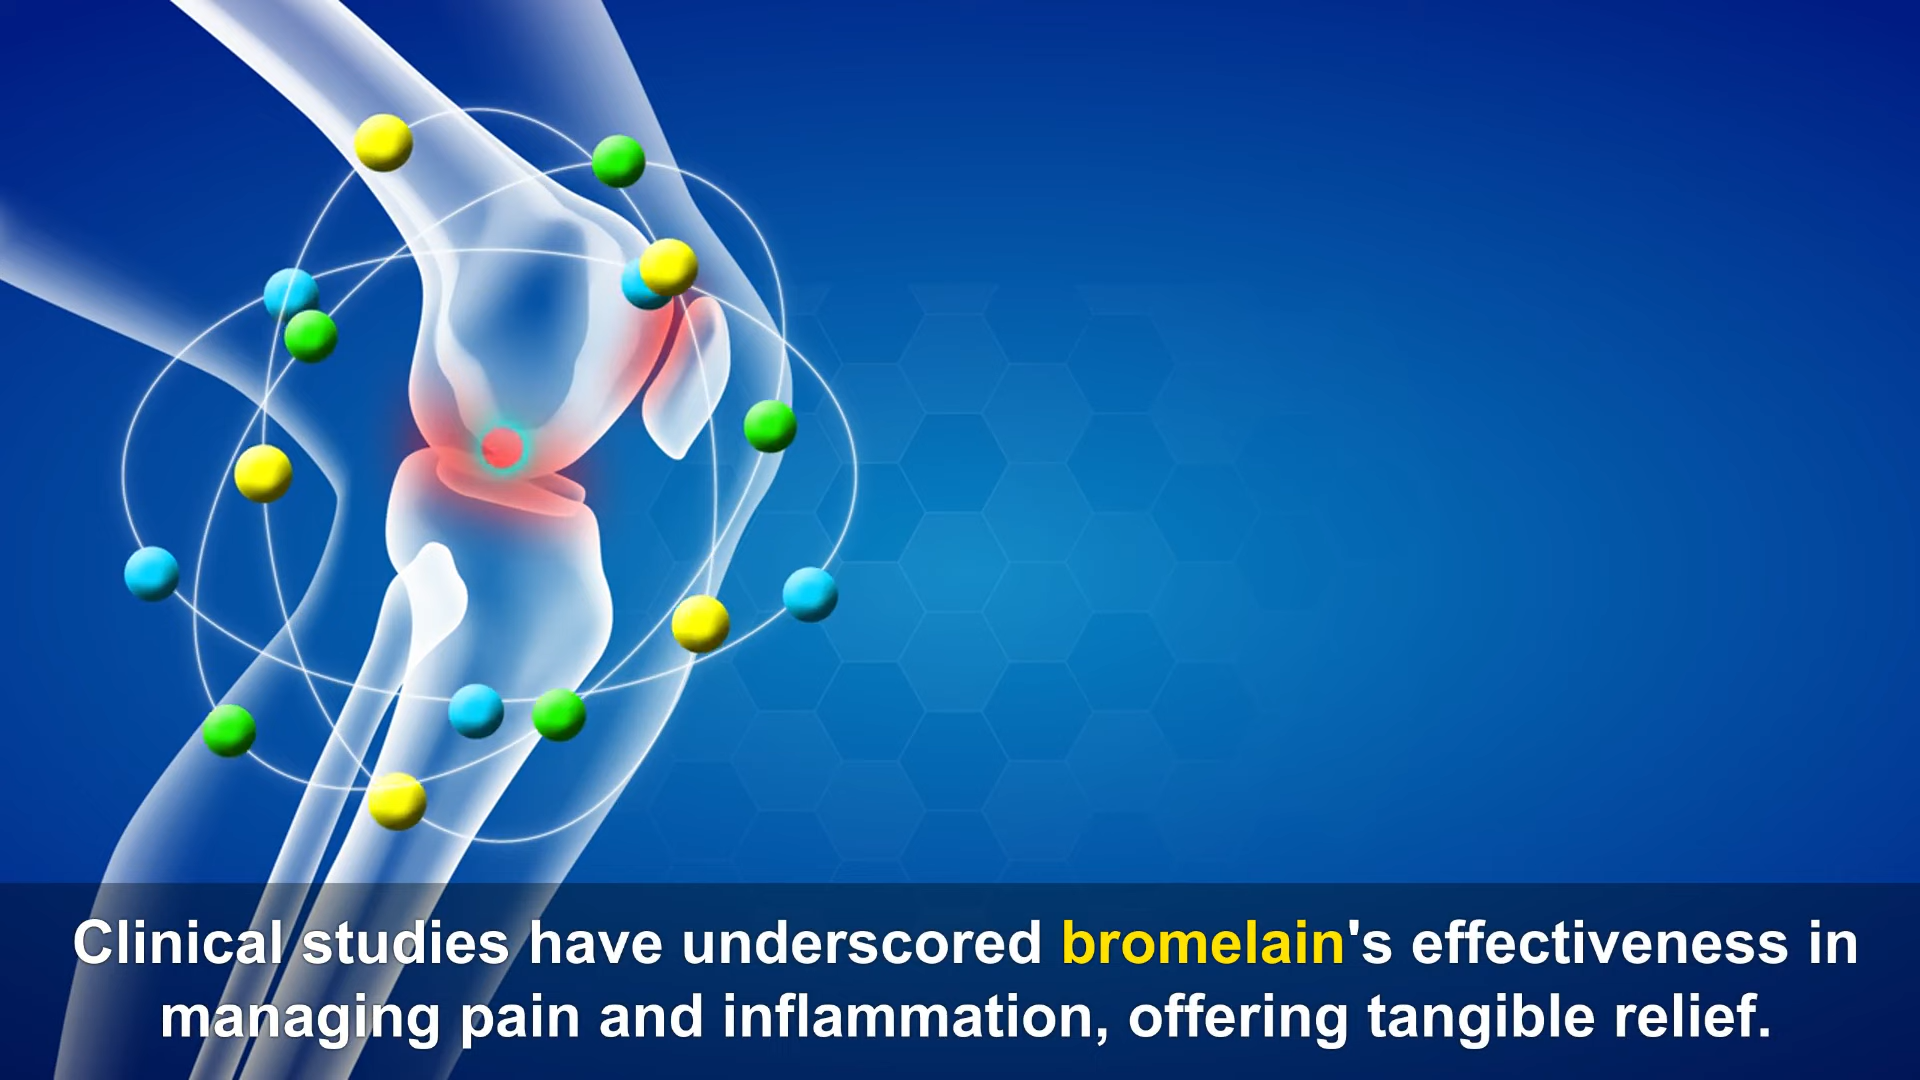 Clinical studies have underscored bromelain's effectiveness in
managing pain and inflammation, offering tangible relief.